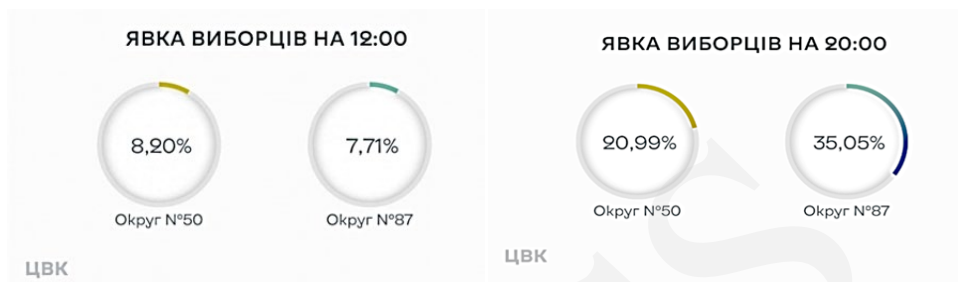 ЯВКА ВИБОРЦІВ НА 12:00
8,20%
7,71%
Округ №50
Округ №87
ЦВК
ЯВКА ВИБОРЦІВ НА 20:00
20,99%
35,05%
Округ №50
Округ №87
ЦВК